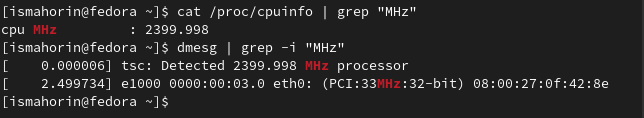 [ismahorin@fedora ~]$ cat /proc/cpuinfo | grep "MHz"
cpu MHz         : 2399.998
[ismahorin@fedora ~]$ dmesg | grep -i "MHz"
[    0.000006] tsc: Detected 2399.998 MHz processor
[    2.499734] e1000 0000:00:03.0 eth0: (PCI:33MHz:32-bit) 08:00:27:0f:42:8e
[ismahorin@fedora ~]$